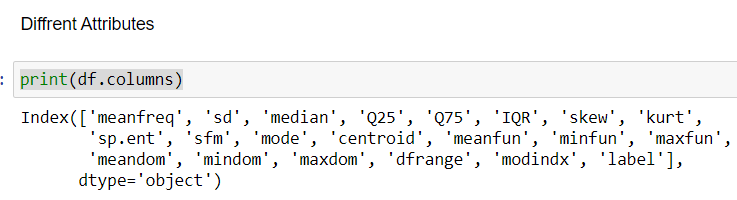 Diffrent Attributes
: print(df.columns)
Index(['meanfreq', 'sd', 'median', 'Q25', 'Q75', 'IQR', 'skew', 'kurt',
'sp.ent', 'sfm', 'mode', 'centroid', 'meanfun', 'minfun', 'maxfun',
'meandom', 'mindom', 'maxdom', 'dfrange', 'modindx', 'label'],
dtype='object')